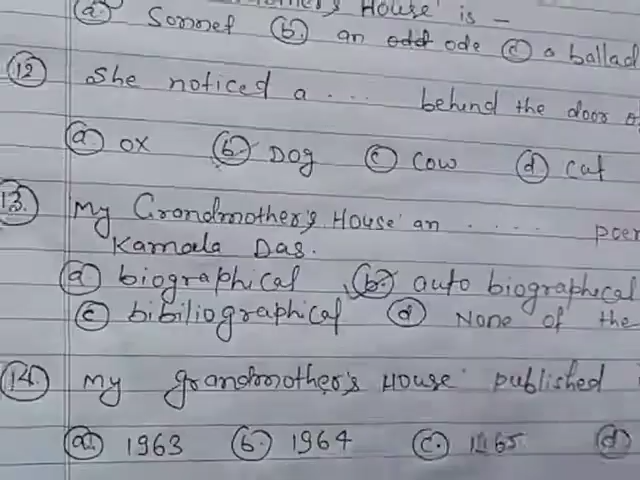 House is -
(a.) Sonnet (b.) an odd ode (c) a ballad
(12) She noticed a .... behind the door
(a.) ox (b.) Dog (c) cow (d) cat
(13.) My Grandmother's House' an ..... poem
Kamala Das.
(a) biographical (b.) auto biographical
(c) bibiliographical (d) None of the
(14.) My grandmother's House' published
(a.) 1963 (b.) 1964 (c.) 1965 (d)